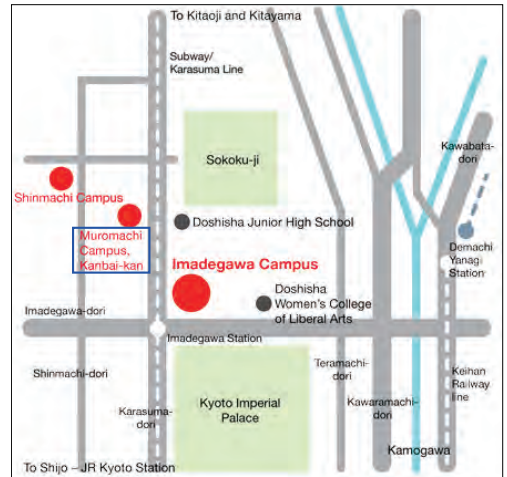 To Kitaoji and Kitayama
Subway/
Karasuma Line
Kawabata-
dori
Sokoku-ji
Shinmachi Campus
Doshisha Junior High School
Muromachi
Campus,
Kanbai-kan
Demachi
Yanagi
Station
Imadegawa Campus
Doshisha
Women's College
of Liberal Arts
Imadegawa-dori
Imadegawa Station
Shinmachi-dori
Teramachi-
dori
Keihan
Railway
line
Kyoto Imperial
Palace
Karasuma-
dori
Kawaramachi-
dori
Kamogawa
To Shijo – JR Kyoto Station